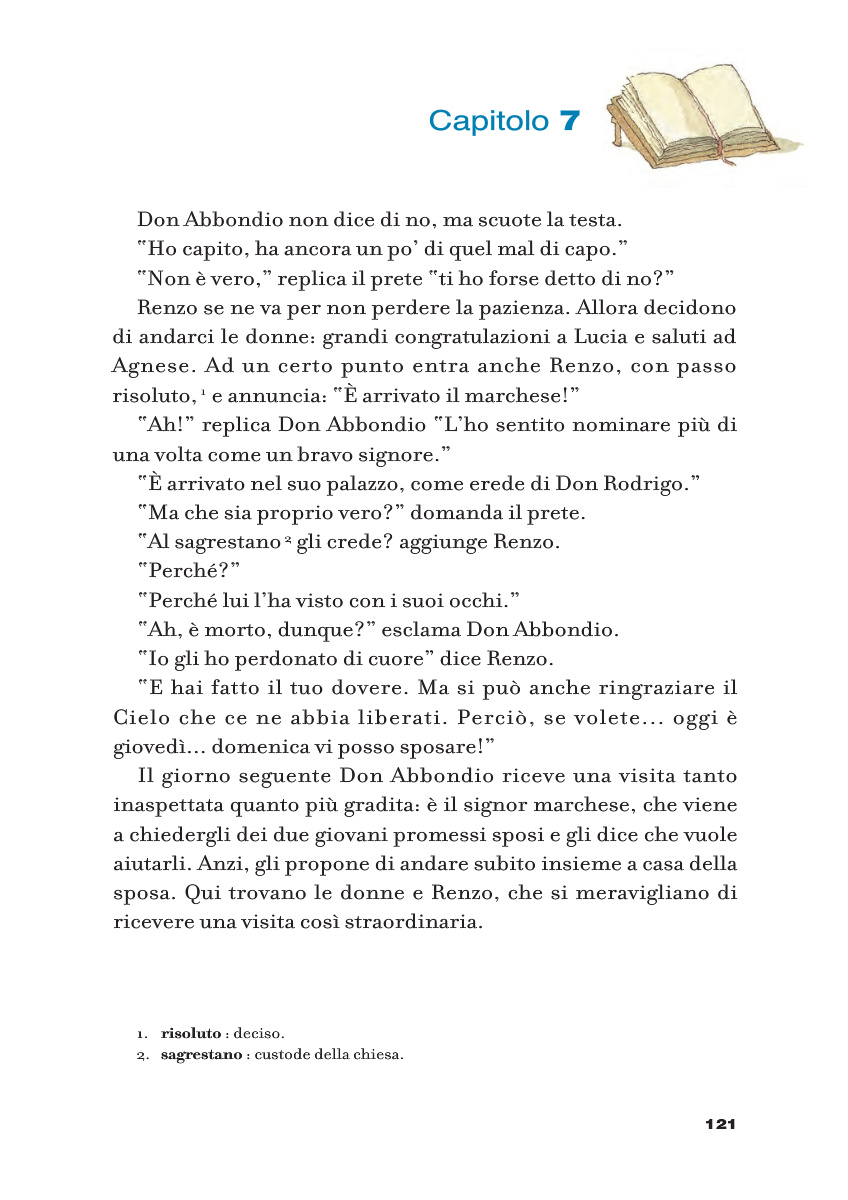 Capitolo 7
Don Abbondio non dice di no, ma scuote la testa.
"Ho capito, ha ancora un po' di quel mal di capo."
"Non è vero," replica il prete "ti ho forse detto di no?"
Renzo se ne va per non perdere la pazienza. Allora decidono
di andarci le donne: grandi congratulazioni a Lucia e saluti ad
Agnese. Ad un certo punto entra anche Renzo, con passo
risoluto, 1 e annuncia: "È arrivato il marchese!"
"Ah!" replica Don Abbondio "L'ho sentito nominare più di
una volta come un bravo signore."
"È arrivato nel suo palazzo, come erede di Don Rodrigo."
"Ma che sia proprio vero?" domanda il prete.
"Al sagrestano 2 gli crede? aggiunge Renzo.
"Perché?"
"Perché lui l'ha visto con i suoi occhi."
"Ah, è morto, dunque?" esclama Don Abbondio.
"Io gli ho perdonato di cuore" dice Renzo.
"E hai fatto il tuo dovere. Ma si può anche ringraziare il
Cielo che ce ne abbia liberati. Perciò, se volete... oggi è
giovedì... domenica vi posso sposare!"
Il giorno seguente Don Abbondio riceve una visita tanto
inaspettata quanto più gradita: è il signor marchese, che viene
a chiedergli dei due giovani promessi sposi e gli dice che vuole
aiutarli. Anzi, gli propone di andare subito insieme a casa della
sposa. Qui trovano le donne e Renzo, che si meravigliano di
ricevere una visita così straordinaria.
1. risoluto : deciso.
2. sagrestano : custode della chiesa.
121